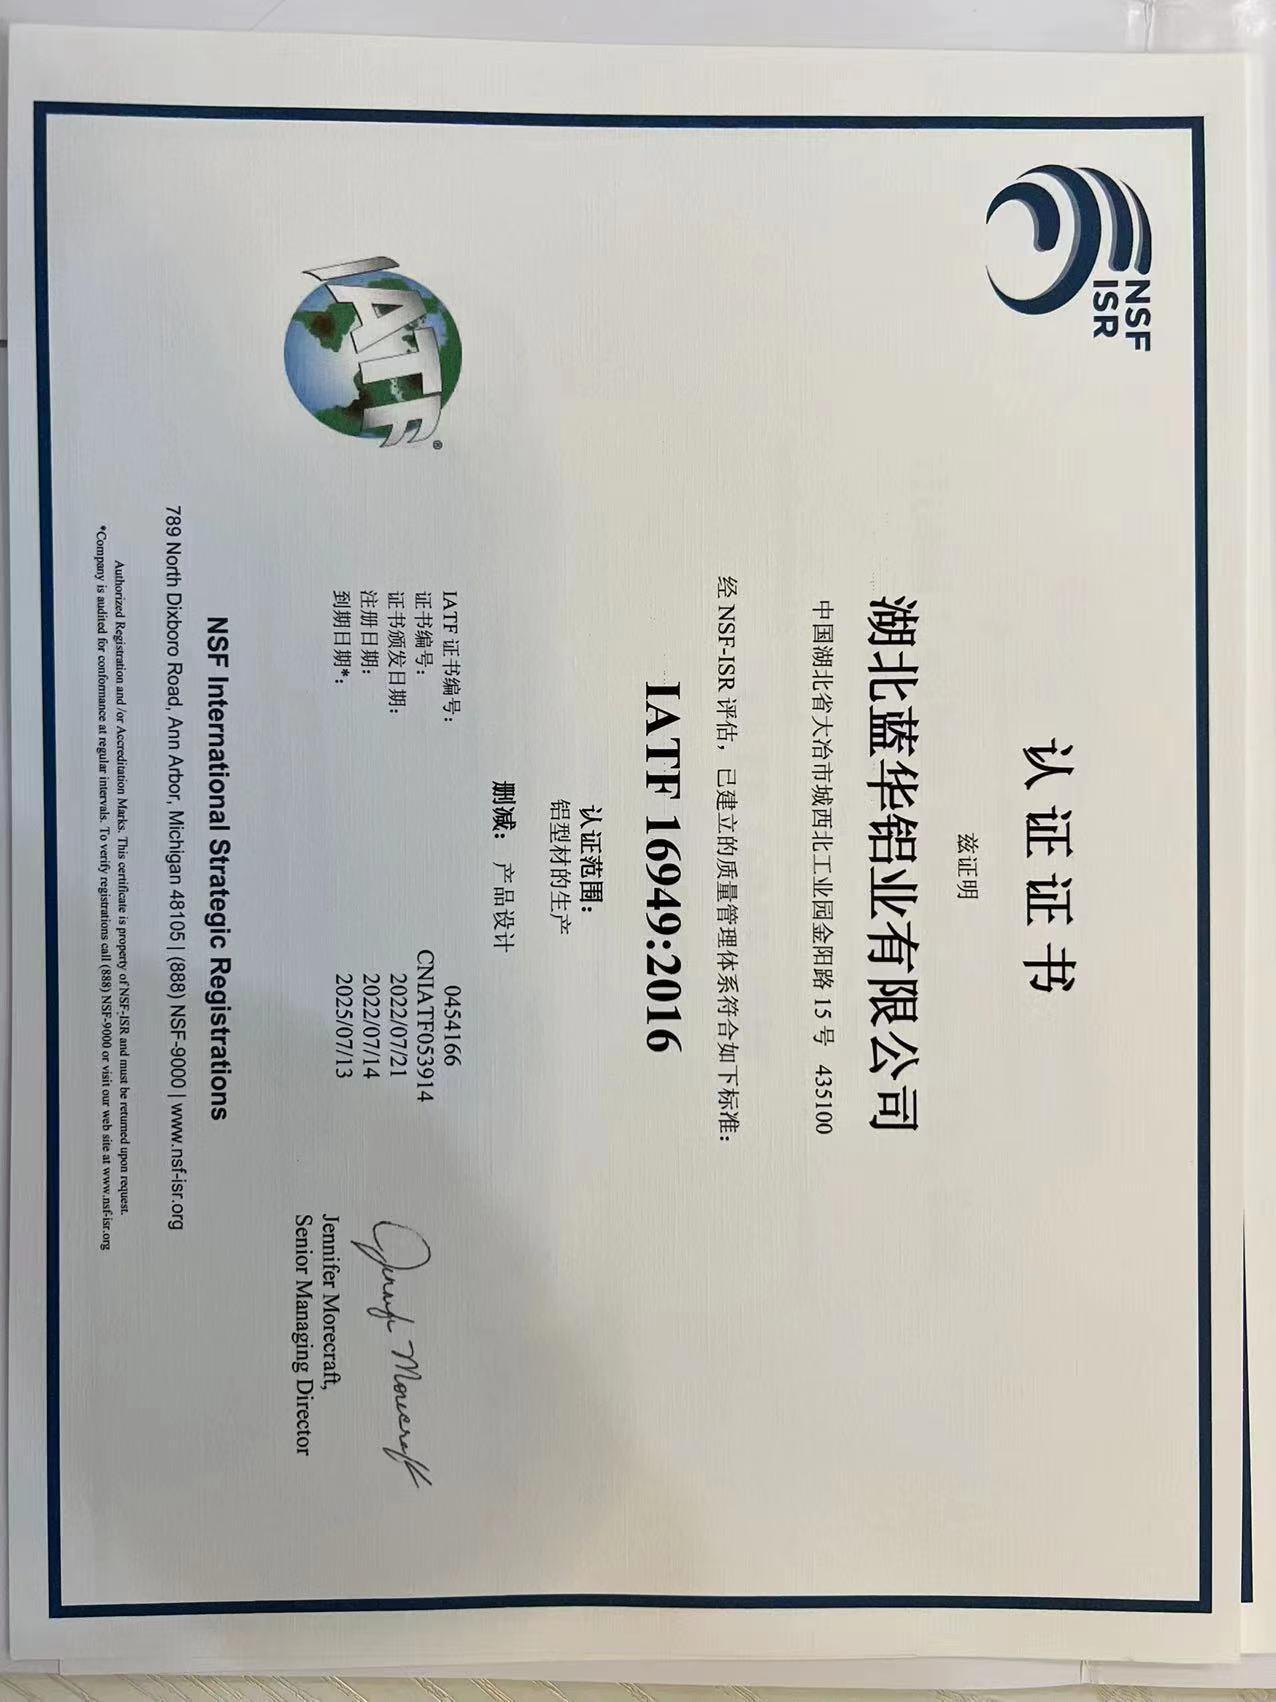 NSF
ISR
认证证书
兹证明
湖北蓝华铝业有限公司
中国湖北省大冶市城西北工业园金阳路 15 号 435100
经 NSF-ISR 评估，已建立的质量管理体系符合如下标准：
IATF 16949:2016
认证范围：
铝型材的生产
删减： 产品设计
IATF®
IATF 证书编号： 0454166
证书编号： CNIATF053914
证书颁发日期： 2022/07/21
注册日期： 2022/07/14
到期日期*： 2025/07/13
Jennifer Morecraft
Jennifer Morecraft,
Senior Managing Director
NSF International Strategic Registrations
789 North Dixboro Road, Ann Arbor, Michigan 48105 | (888) NSF-9000 | www.nsf-isr.org
Authorized Registration and /or Accreditation Marks. This certificate is property of NSF-ISR and must be returned upon request.
*Company is audited for conformance at regular intervals. To verify registrations call (888) NSF-9000 or visit our web site at www.nsf-isr.org